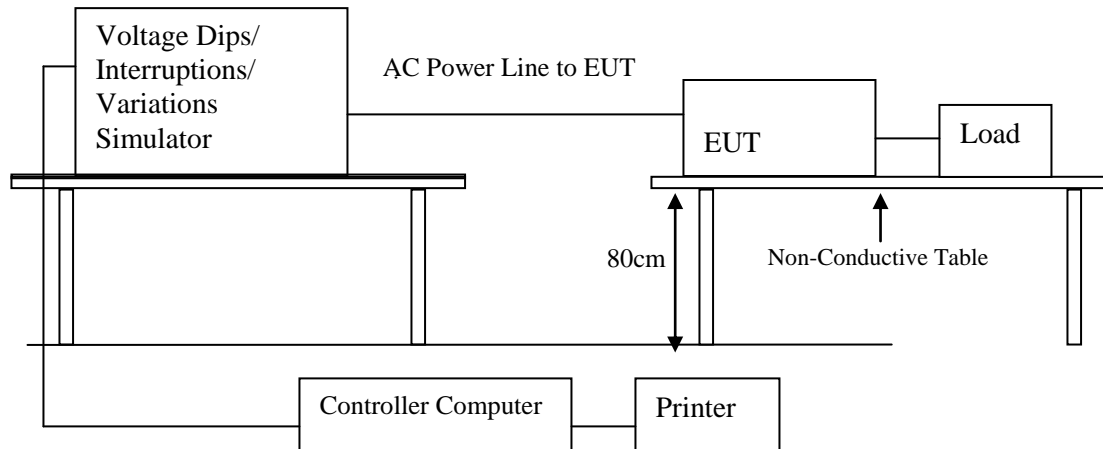 Voltage Dips/
Interruptions/
Variations
Simulator
AC Power Line to EUT
EUT
Load
80cm
Non-Conductive Table
Controller Computer
Printer